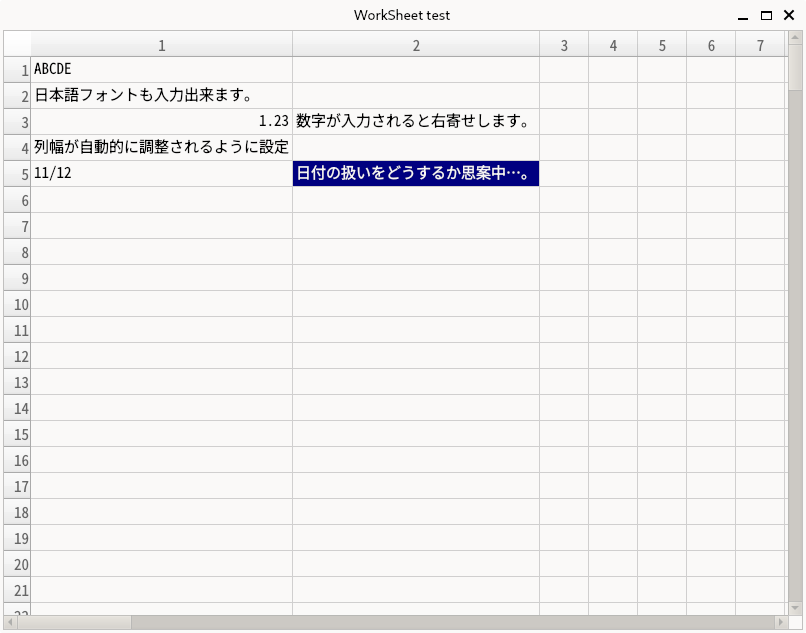 WorkSheet test
1 2 3 4 5 6 7
1 ABCDE
2 日本語フォントも入力出来ます。
3 1.23 数字が入力されると右寄せします。
4 列幅が自動的に調整されるように設定
5 11/12 日付の扱いをどうするか思案中…。
6
7
8
9
10
11
12
13
14
15
16
17
18
19
20
21
22